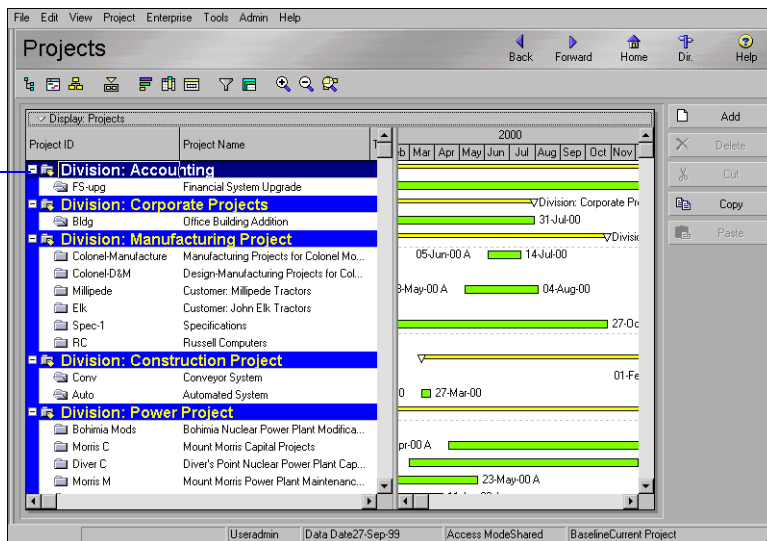 File Edit View Project Enterprise Tools Admin Help
Projects
Back Forward Home Dir. Help
Display: Projects
Add
Delete
Cut
Copy
Paste
Project ID Project Name
2000
Mar Apr May Jun Jul Aug Sep Oct Nov
Division: Accounting
FS-upg Financial System Upgrade
Division: Corporate Projects Division: Corporate
Bldg Office Building Addition 31-Jul-00
Division: Manufacturing Project
Colonel-Manufacture Manufacturing Projects for Colonel Mo... 05-Jun-00 A 14-Jul-00
Colonel-D&M Design-Manufacturing Projects for Col...
Millipede Customer: Millipede Tractors -May-00 A 04-Aug-00
Elk Customer: John Elk Tractors
Spec-1 Specifications 27-Oc
RC Russell Computers
Division: Construction Project
Conv Conveyor System 01-Fe
Auto Automated System 0 27-Mar-00
Division: Power Project
Bohimia Mods Bohimia Nuclear Power Plant Modifica...
Morris C Mount Morris Capital Projects pr-00 A
Diver C Diver's Point Nuclear Power Plant Cap...
Morris M Mount Morris Power Plant Maintenanc... 23-May-00 A
Useradmin Data Date27-Sep-99 Access ModeShared BaselineCurrent Project